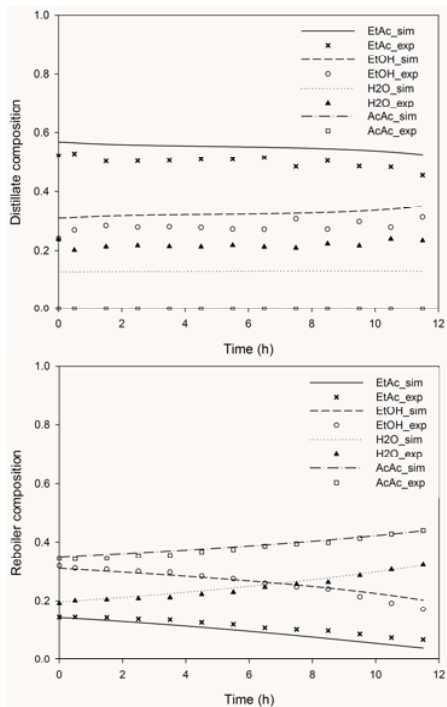 1.0
0.8
0.6
0.4
0.2
0.0
Distillate composition
EtAc_sim
EtAc_exp
EtOH_sim
EtOH_exp
H2O_sim
H2O_exp
AcAc_sim
AcAc_exp
0 2 4 6 8 10 12
Time (h)
1.0
0.8
0.6
0.4
0.2
0.0
Reboiler composition
EtAc_sim
EtAc_exp
EtOH_sim
EtOH_exp
H2O_sim
H2O_exp
AcAc_sim
AcAc_exp
0 2 4 6 8 10 12
Time (h)